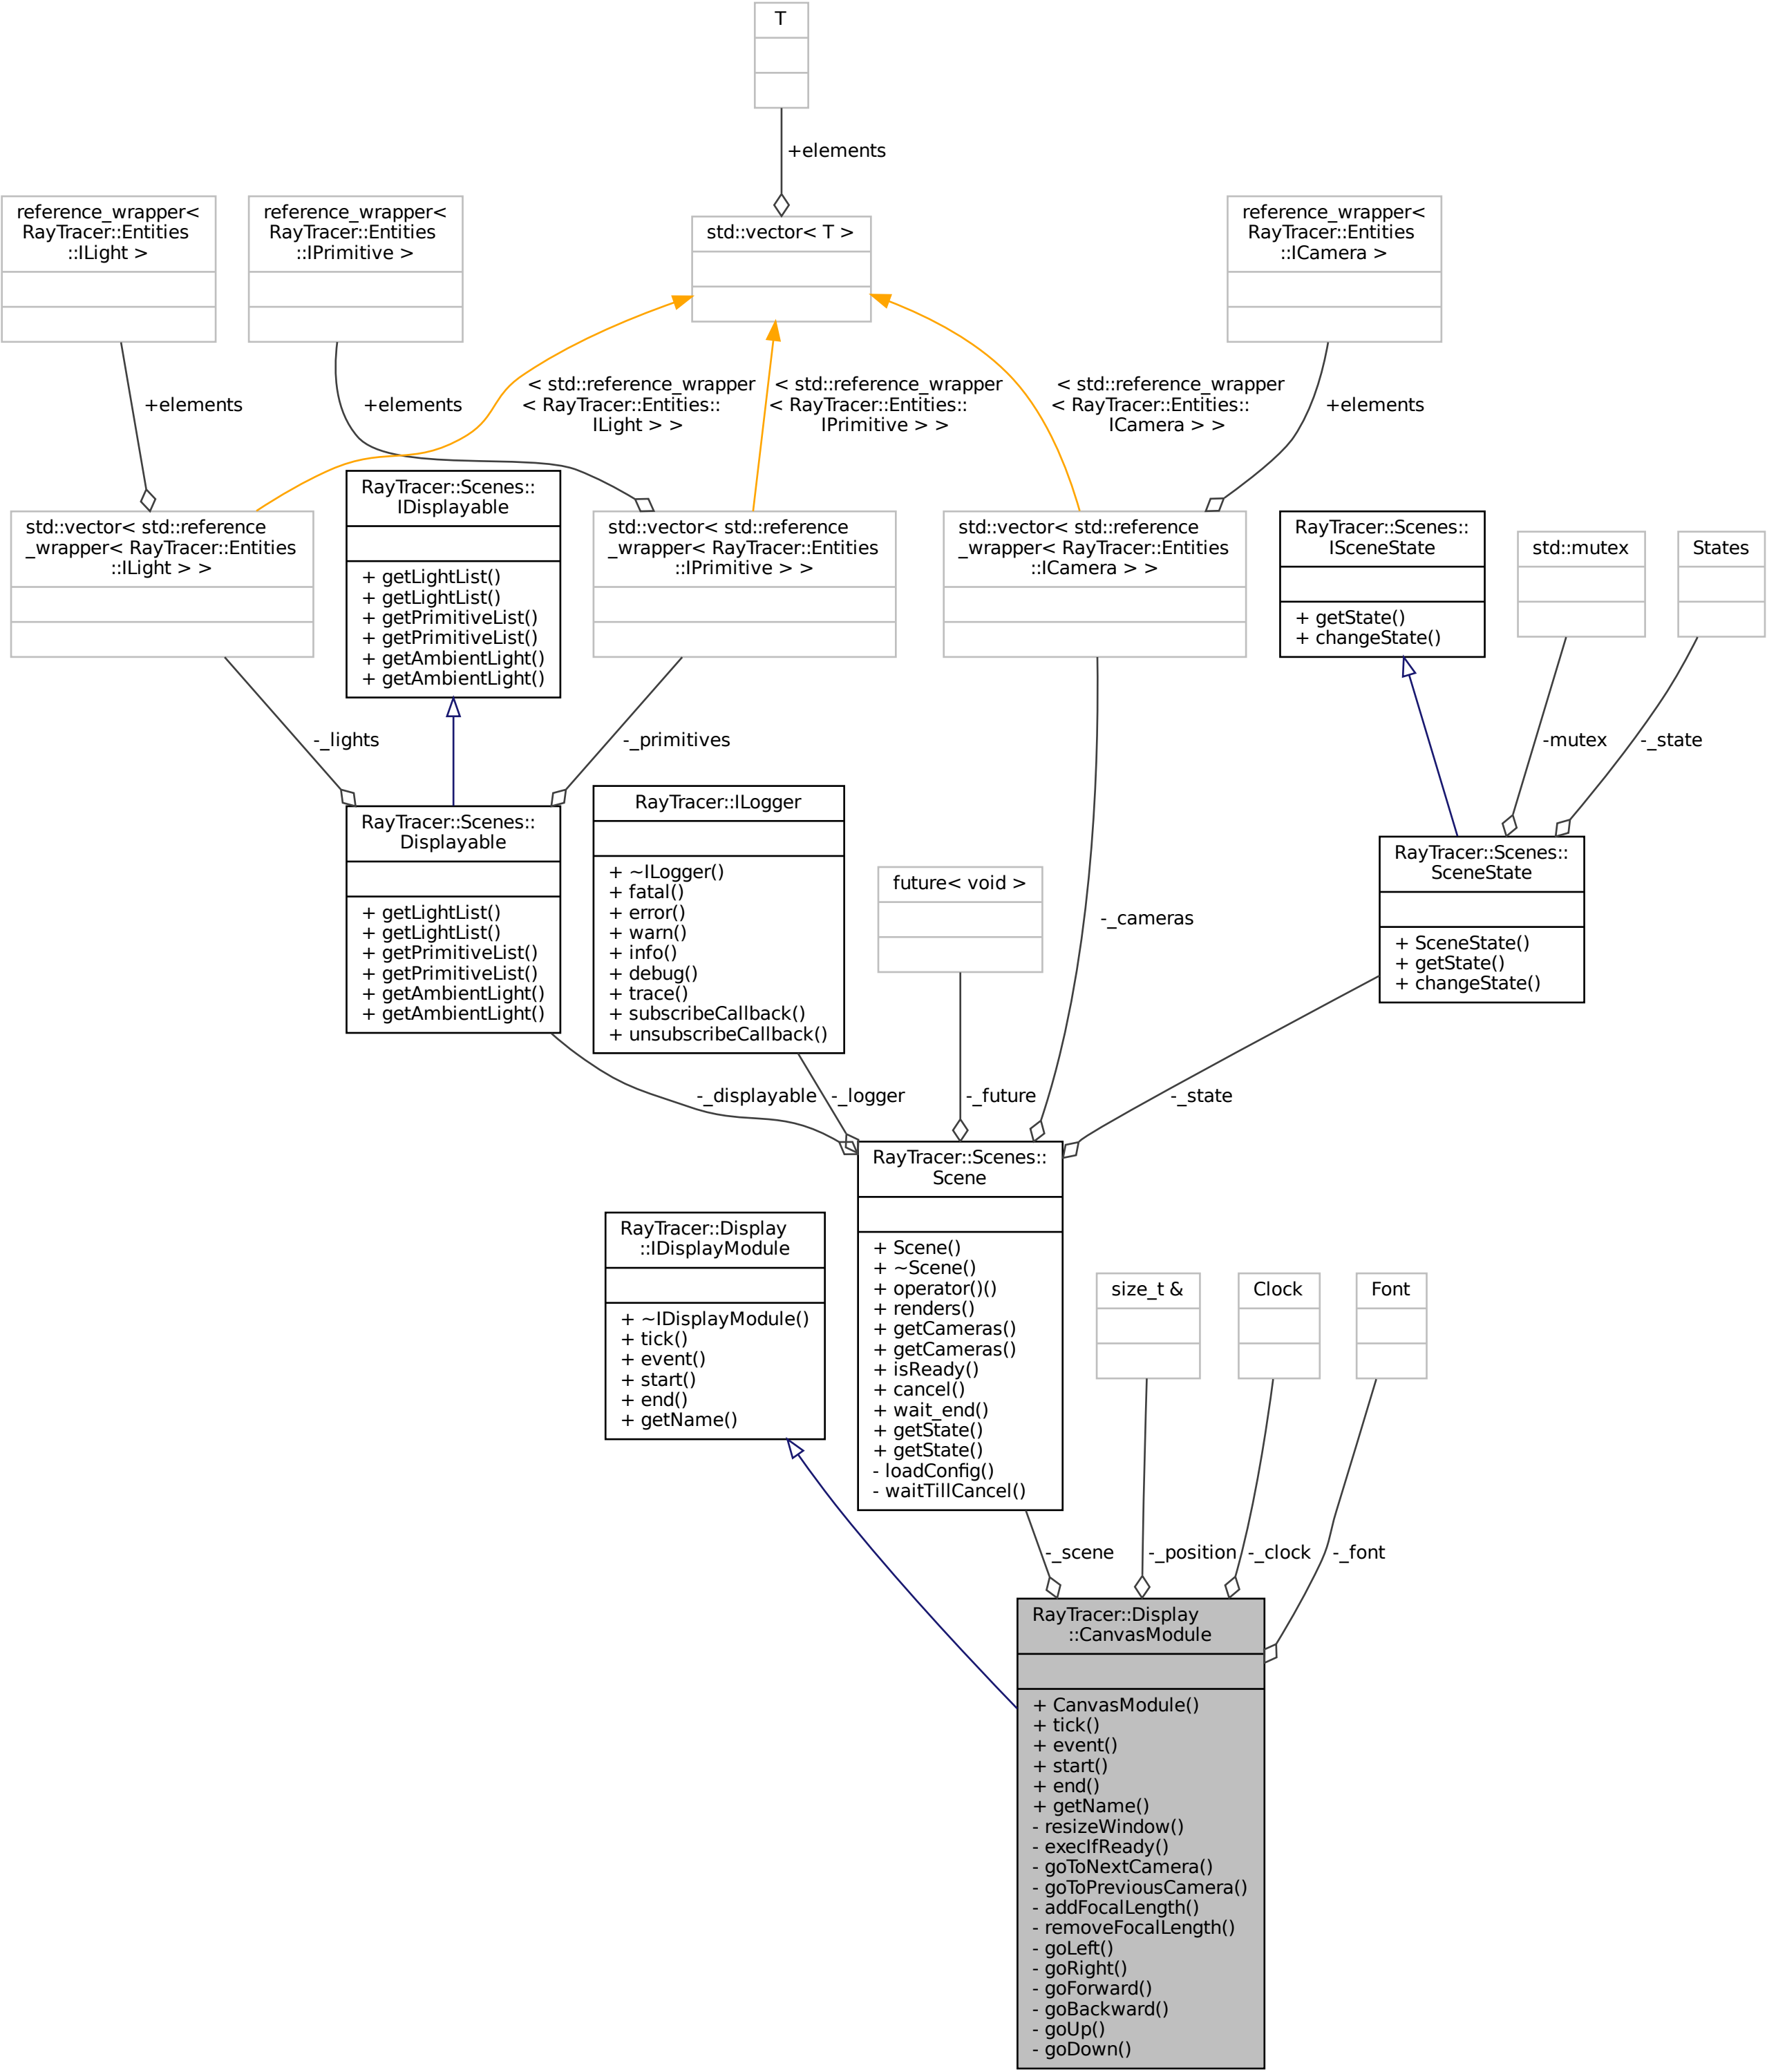 T
+elements
reference_wrapper<
RayTracer::Entities
::ILight >
reference_wrapper<
RayTracer::Entities
::IPrimitive >
std::vector< T >
reference_wrapper<
RayTracer::Entities
::ICamera >
+elements
+elements
< std::reference_wrapper
< RayTracer::Entities::
ILight > >
< std::reference_wrapper
< RayTracer::Entities::
IPrimitive > >
< std::reference_wrapper
< RayTracer::Entities::
ICamera > >
+elements
std::vector< std::reference
_wrapper< RayTracer::Entities
::ILight > >
RayTracer::Scenes::
IDisplayable
+ getLightList()
+ getLightList()
+ getPrimitiveList()
+ getPrimitiveList()
+ getAmbientLight()
+ getAmbientLight()
std::vector< std::reference
_wrapper< RayTracer::Entities
::IPrimitive > >
std::vector< std::reference
_wrapper< RayTracer::Entities
::ICamera > >
RayTracer::Scenes::
ISceneState
+ getState()
+ changeState()
std::mutex
States
-_lights
-_primitives
-mutex
-_state
RayTracer::Scenes::
Displayable
+ getLightList()
+ getLightList()
+ getPrimitiveList()
+ getPrimitiveList()
+ getAmbientLight()
+ getAmbientLight()
RayTracer::ILogger
+ ~ILogger()
+ fatal()
+ error()
+ warn()
+ info()
+ debug()
+ trace()
+ subscribeCallback()
+ unsubscribeCallback()
future< void >
-_cameras
RayTracer::Scenes::
SceneState
+ SceneState()
+ getState()
+ changeState()
-_displayable
-_logger
-_future
-_state
RayTracer::Scenes::
Scene
+ Scene()
+ ~Scene()
+ operator()()
+ renders()
+ getCameras()
+ getCameras()
+ isReady()
+ cancel()
+ wait_end()
+ getState()
+ getState()
- loadConfig()
- waitTillCancel()
RayTracer::Display
::IDisplayModule
+ ~IDisplayModule()
+ tick()
+ event()
+ start()
+ end()
+ getName()
size_t &
Clock
Font
-_scene
-_position
-_clock
-_font
RayTracer::Display
::CanvasModule
+ CanvasModule()
+ tick()
+ event()
+ start()
+ end()
+ getName()
- resizeWindow()
- execIfReady()
- goToNextCamera()
- goToPreviousCamera()
- addFocalLength()
- removeFocalLength()
- goLeft()
- goRight()
- goForward()
- goBackward()
- goUp()
- goDown()